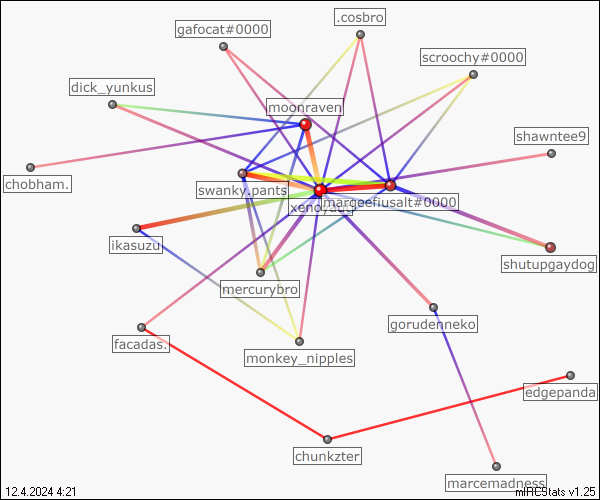 gafocat#0000
.cosbro
scroochy#0000
dick_yunkus
moonraven
shawntee9
chobham.
swanky.pants
margeefiusalt#0000
ikasuzu
shutupgaydog
mercurybro
gorudenneko
facadas.
monkey_nipples
edgepanda
chunkzter
marcemadness
12.4.2024 4:21
mIRCStats v1.25